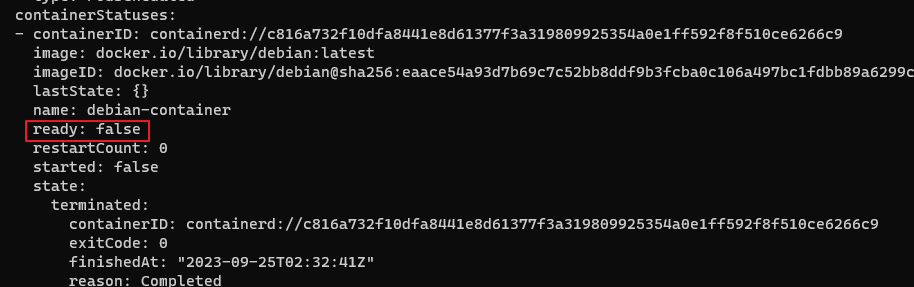 containerStatuses:
- containerID: containerd://c816a732f10dfa8441e8d61377f3a319809925354a0e1ff592f8f510ce6266c9
image: docker.io/library/debian:latest
imageID: docker.io/library/debian@sha256:eaace54a93d7b69c7c52bb8ddf9b3fcba0c106a497bc1fdbb89a6299c
lastState: {}
name: debian-container
ready: false
restartCount: 0
started: false
state:
terminated:
containerID: containerd://c816a732f10dfa8441e8d61377f3a319809925354a0e1ff592f8f510ce6266c9
exitCode: 0
finishedAt: "2023-09-25T02:32:41Z"
reason: Completed